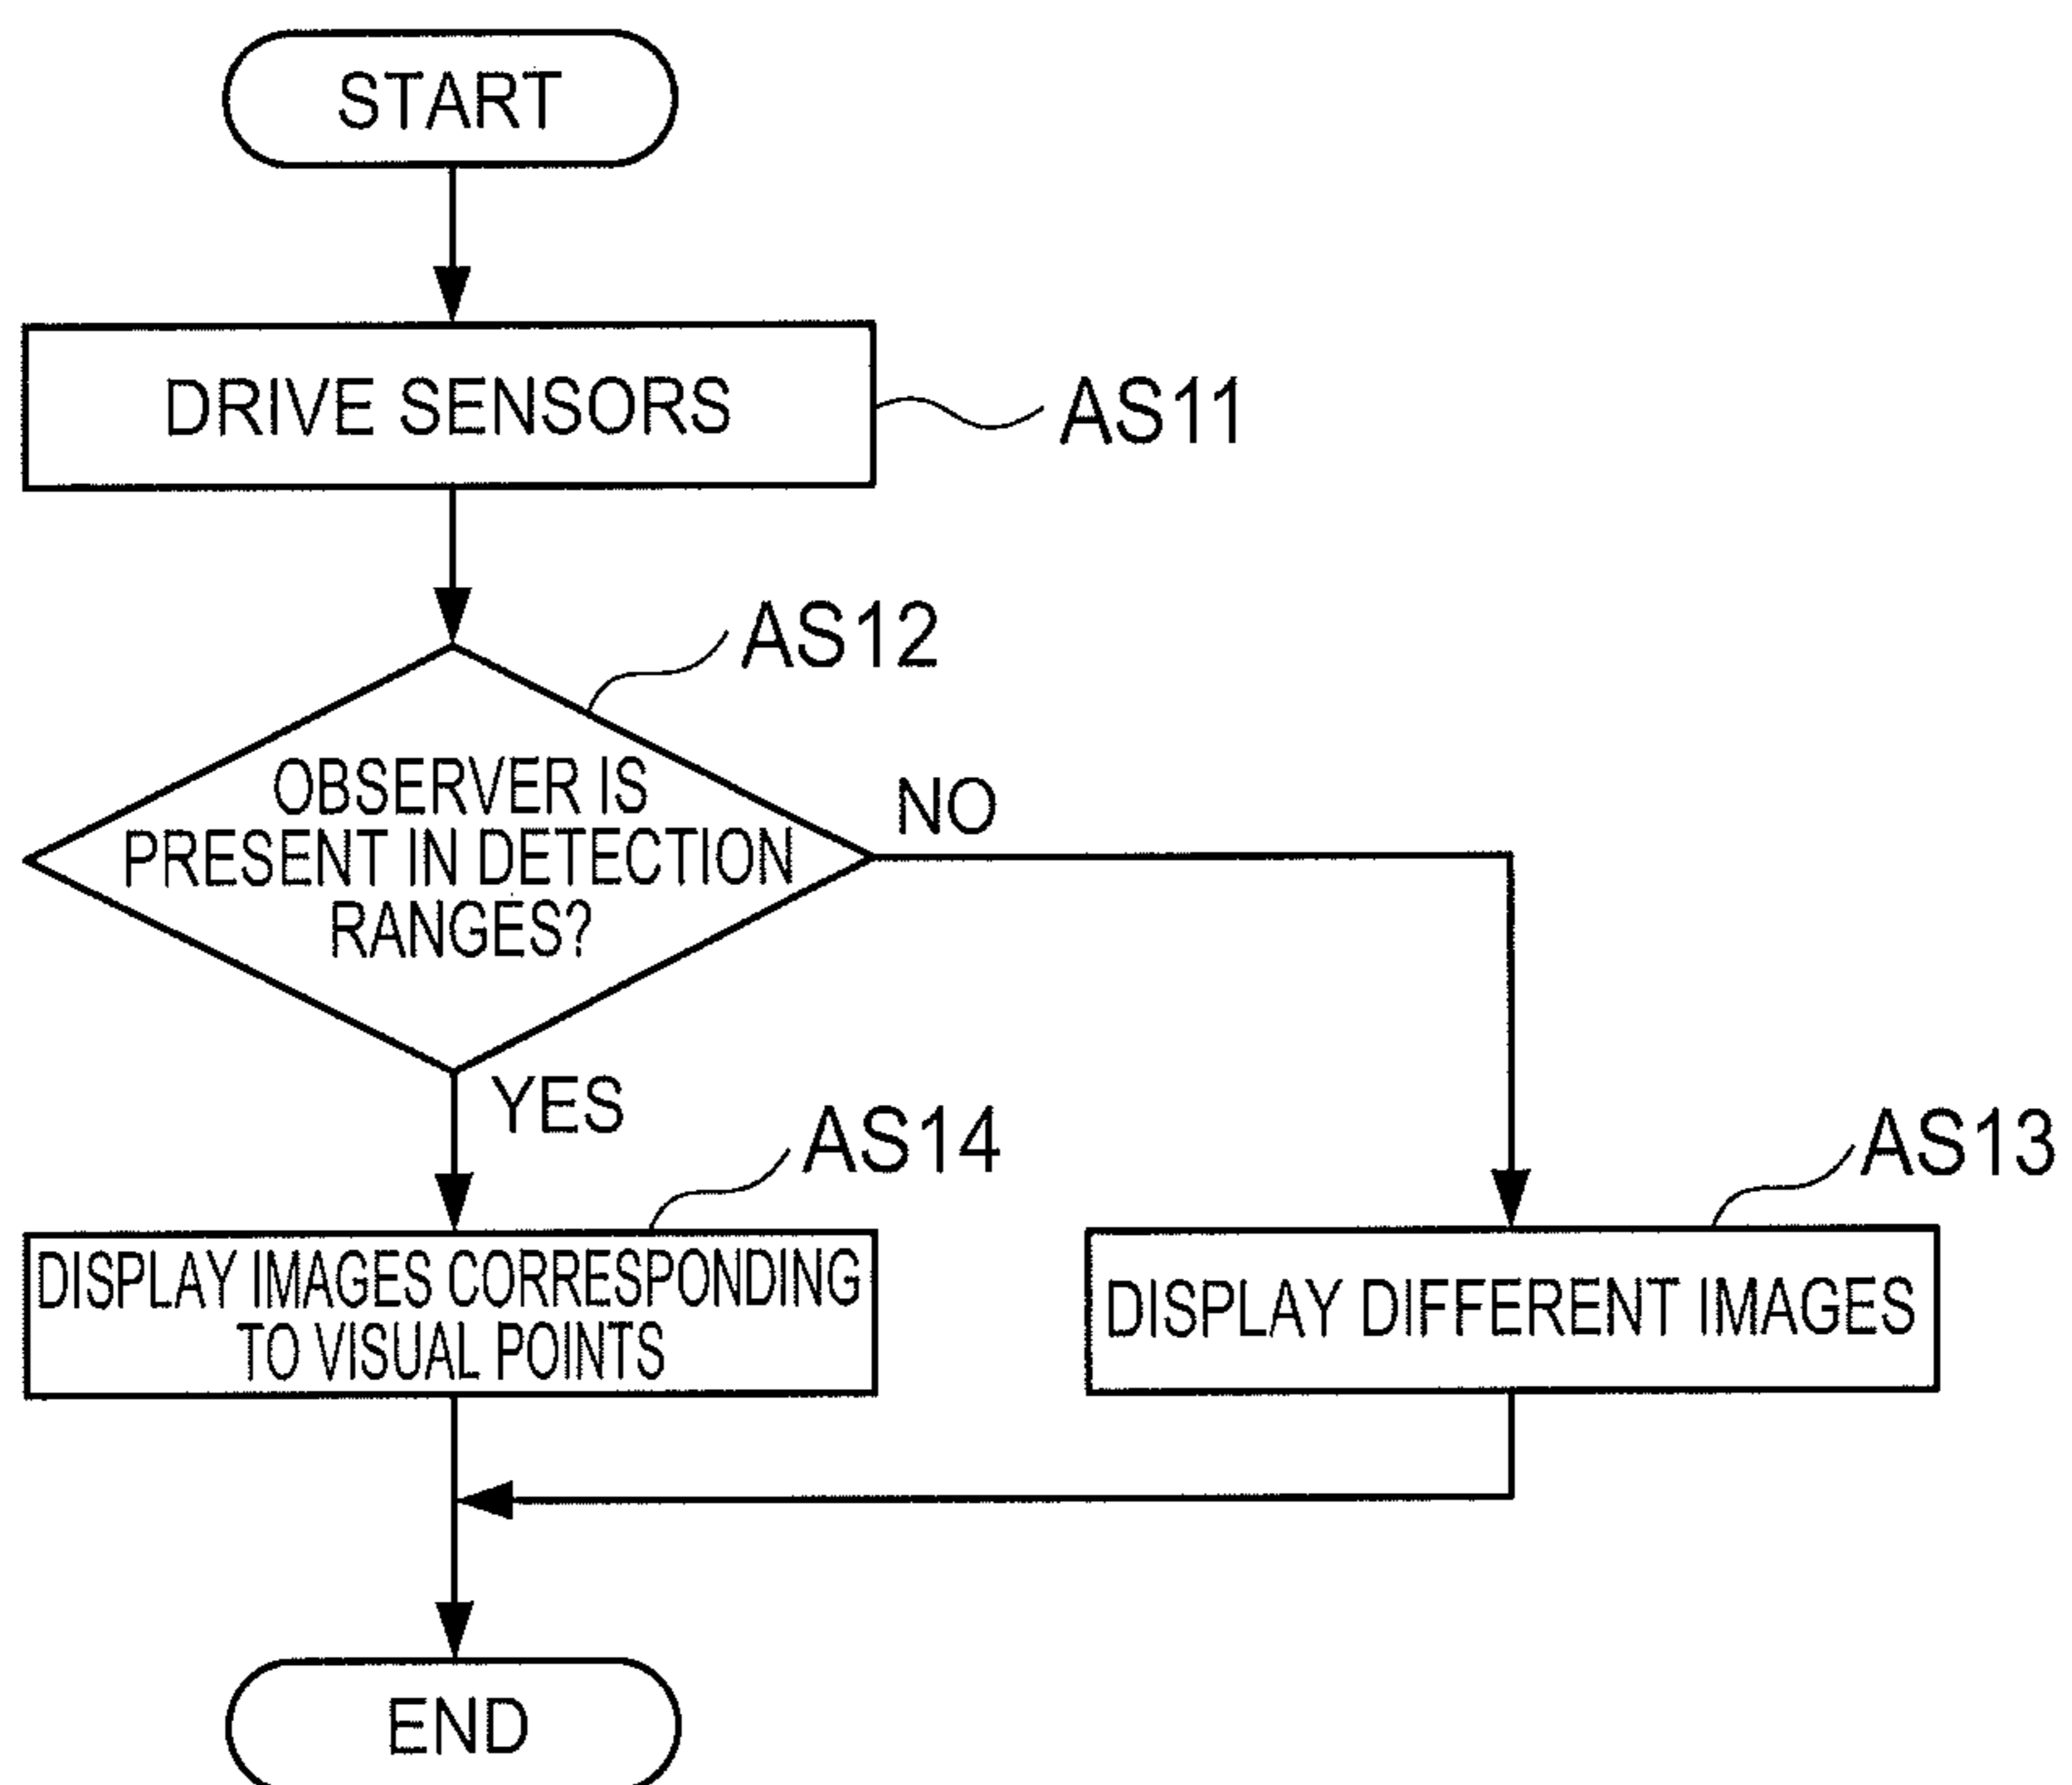 START
DRIVE SENSORS
AS11
AS12
OBSERVER IS
PRESENT IN DETECTION
RANGES?
NO
YES
AS14
AS13
DISPLAY IMAGES CORRESPONDING
TO VISUAL POINTS
DISPLAY DIFFERENT IMAGES
END